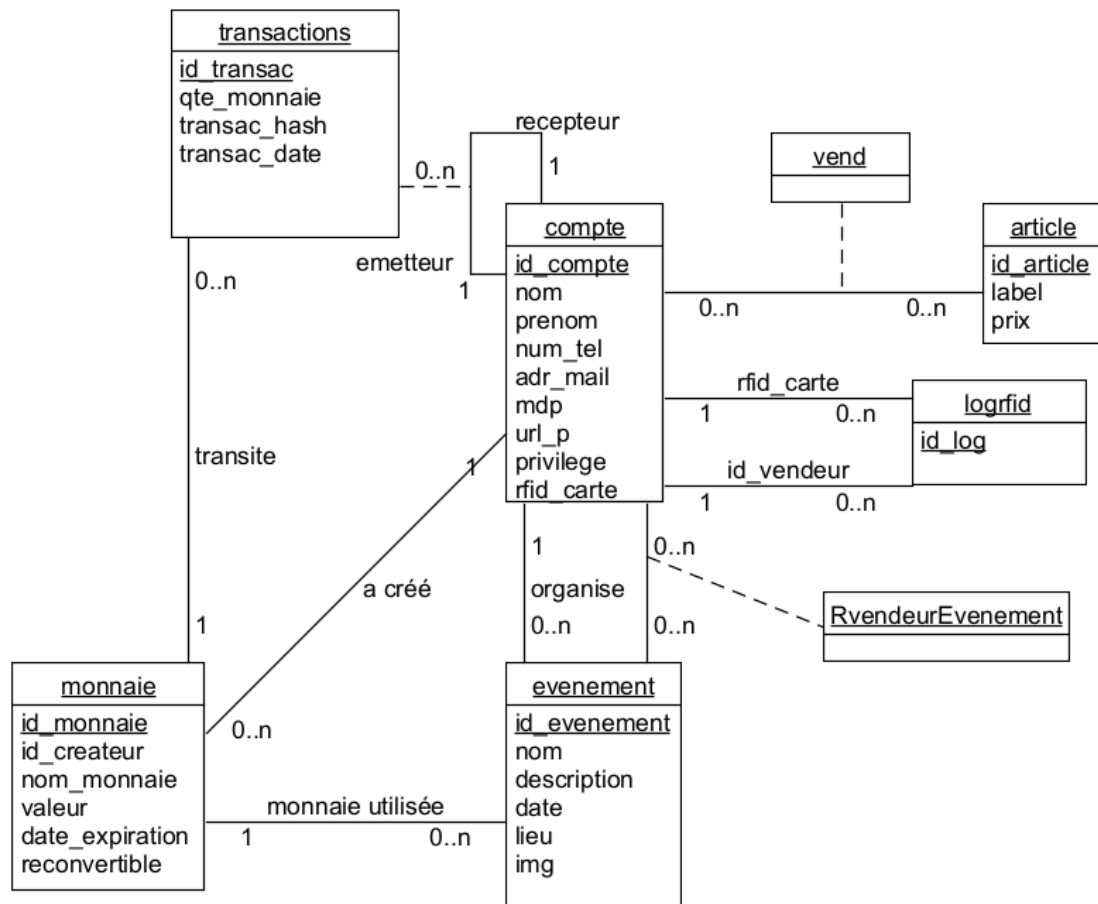 transactions
id_transac
qte_monnaie
transac_hash
transac_date
0..n
recepteur
1
emetteur
1
vend
compte
id_compte
nom
prenom
num_tel
adr_mail
mdp
url_p
privilege
rfid_carte
0..n
0..n
article
id_article
label
prix
rfid_carte
1
0..n
id_vendeur
1
0..n
logrfid
id_log
0..n
transite
1
1
a créé
0..n
1
organise
0..n
0..n
0..n
RvendeurEvenement
monnaie
id_monnaie
id_createur
nom_monnaie
valeur
date_expiration
reconvertible
monnaie utilisée
1
0..n
evenement
id_evenement
nom
description
date
lieu
img